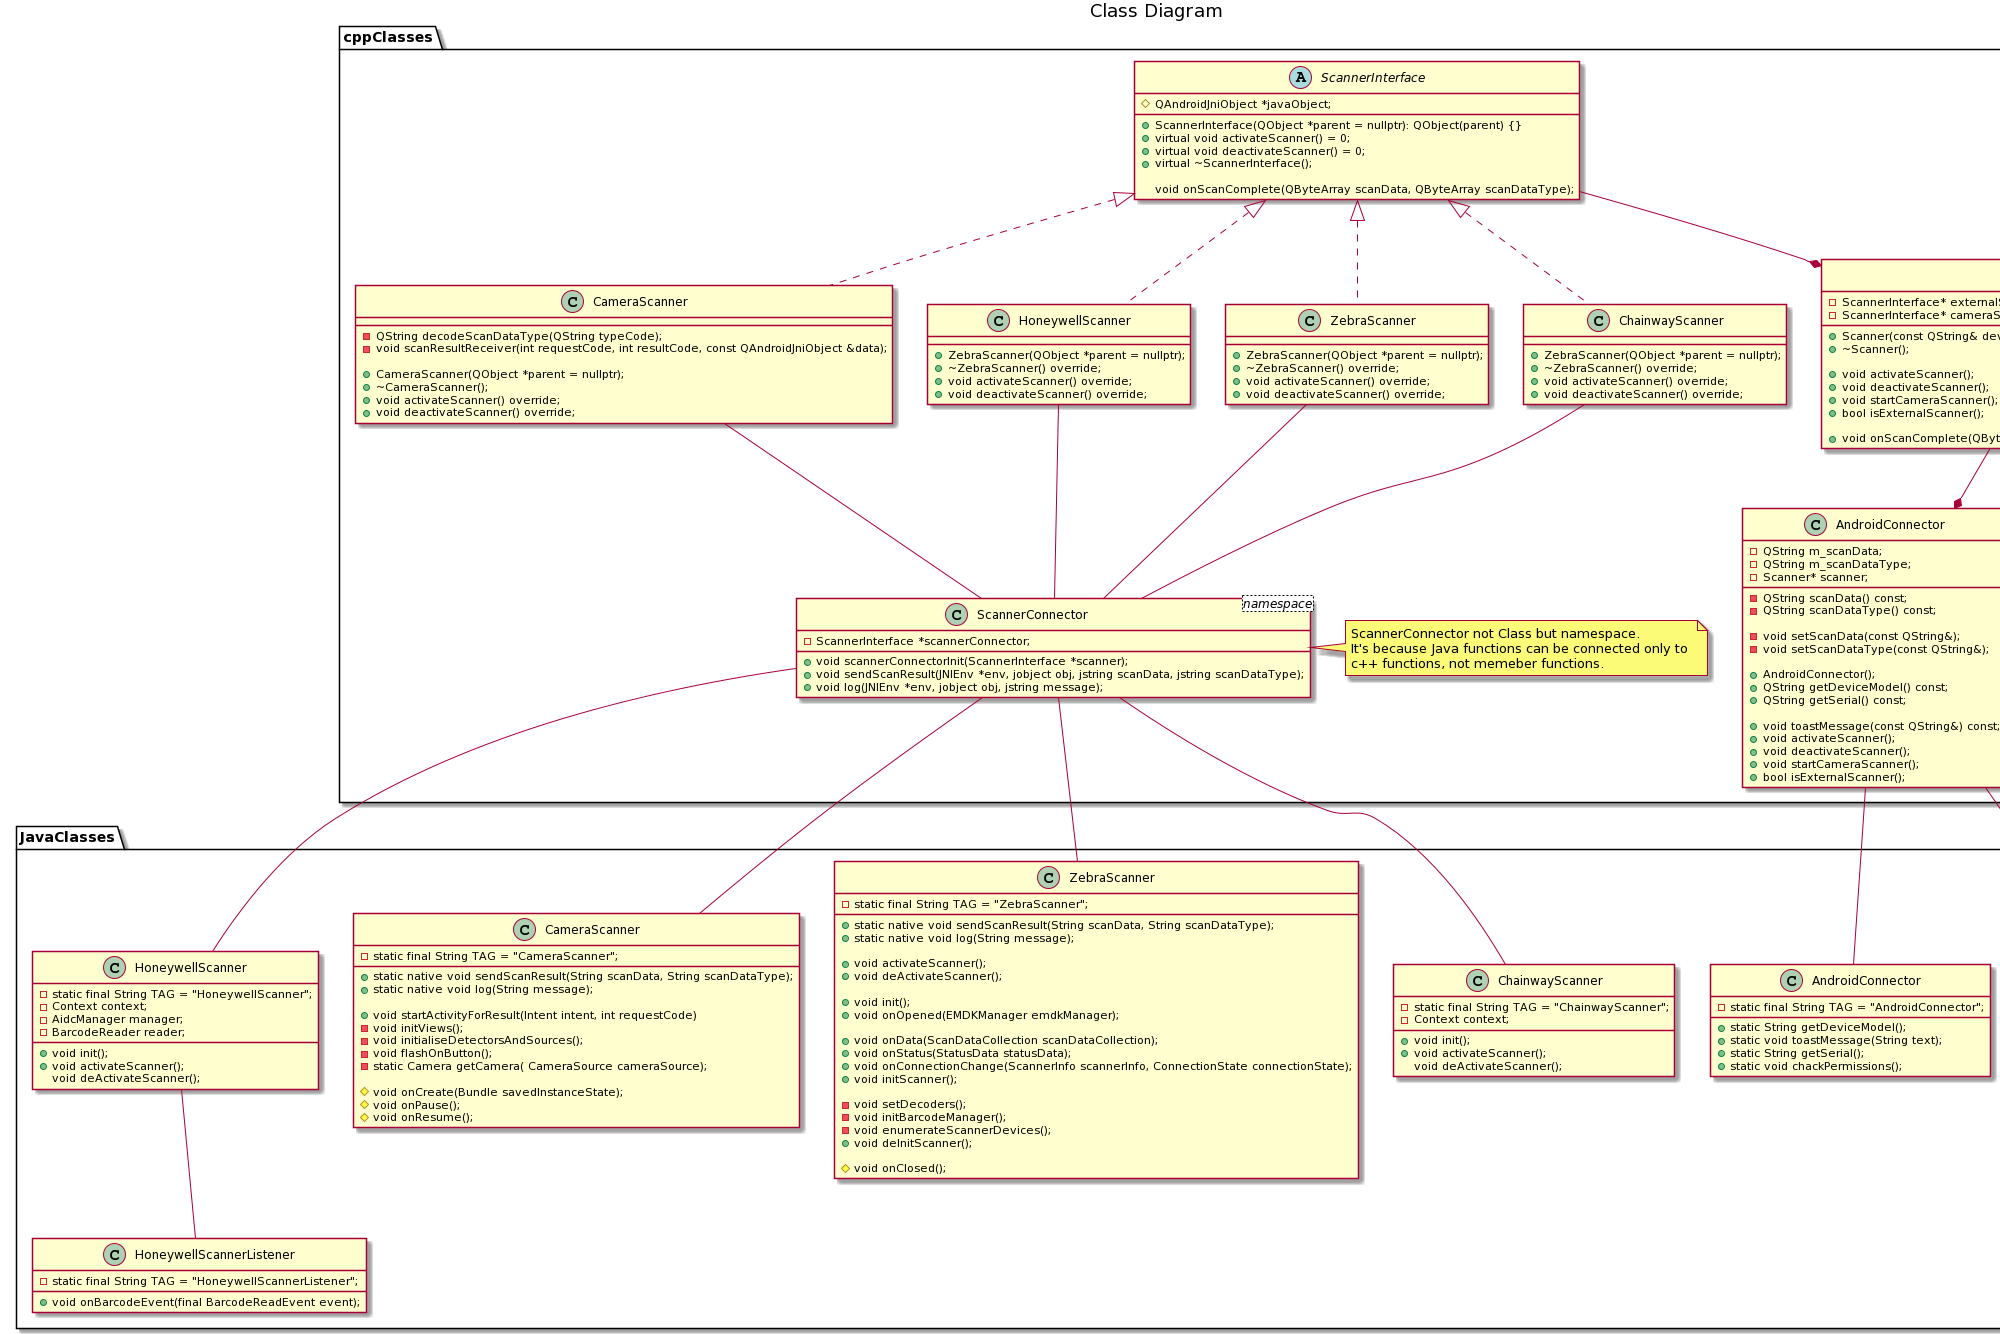 Class Diagram
cppClasses
A ScannerInterface
QAndroidJniObject *javaObject;
ScannerInterface(QObject *parent = nullptr): QObject(parent) {}
virtual void activateScanner() = 0;
virtual void deactivateScanner() = 0;
virtual ~ScannerInterface();
void onScanComplete(QByteArray scanData, QByteArray scanDataType);
C CameraScanner
QString decodeScanDataType(QString typeCode);
void scanResultReceiver(int requestCode, int resultCode, const QAndroidJniObject &data);
CameraScanner(QObject *parent = nullptr);
~CameraScanner();
void activateScanner() override;
void deactivateScanner() override;
C HoneywellScanner
ZebraScanner(QObject *parent = nullptr);
~ZebraScanner() override;
void activateScanner() override;
void deactivateScanner() override;
C ZebraScanner
ZebraScanner(QObject *parent = nullptr);
~ZebraScanner() override;
void activateScanner() override;
void deactivateScanner() override;
C ChainwayScanner
ZebraScanner(QObject *parent = nullptr);
~ZebraScanner() override;
void activateScanner() override;
void deactivateScanner() override;
ScannerInterface* externalS
ScannerInterface* cameraS
Scanner(const QString& dev
~Scanner();
void activateScanner();
void deactivateScanner();
void startCameraScanner();
bool isExternalScanner();
void onScanComplete(QByt
C AndroidConnector
QString m_scanData;
QString m_scanDataType;
Scanner* scanner;
QString scanData() const;
QString scanDataType() const;
void setScanData(const QString&);
void setScanDataType(const QString&);
AndroidConnector();
QString getDeviceModel() const;
QString getSerial() const;
void toastMessage(const QString&) const;
void activateScanner();
void deactivateScanner();
void startCameraScanner();
bool isExternalScanner();
C ScannerConnector
namespace
ScannerInterface *scannerConnector;
void scannerConnectorInit(ScannerInterface *scanner);
void sendScanResult(JNIEnv *env, jobject obj, jstring scanData, jstring scanDataType);
void log(JNIEnv *env, jobject obj, jstring message);
ScannerConnector not Class but namespace.
It's because Java functions can be connected only to
c++ functions, not memeber functions.
JavaClasses
C HoneywellScanner
static final String TAG = "HoneywellScanner";
Context context;
AidcManager manager;
BarcodeReader reader;
void init();
void activateScanner();
void deActivateScanner();
C CameraScanner
static final String TAG = "CameraScanner";
static native void sendScanResult(String scanData, String scanDataType);
static native void log(String message);
void startActivityForResult(Intent intent, int requestCode)
void initViews();
void initialiseDetectorsAndSources();
void flashOnButton();
static Camera getCamera( CameraSource cameraSource);
void onCreate(Bundle savedInstanceState);
void onPause();
void onResume();
C ZebraScanner
static final String TAG = "ZebraScanner";
static native void sendScanResult(String scanData, String scanDataType);
static native void log(String message);
void activateScanner();
void deActivateScanner();
void init();
void onOpened(EMDKManager emdkManager);
void onData(ScanDataCollection scanDataCollection);
void onStatus(StatusData statusData);
void onConnectionChange(ScannerInfo scannerInfo, ConnectionState connectionState);
void initScanner();
void setDecoders();
void initBarcodeManager();
void enumerateScannerDevices();
void deInitScanner();
void onClosed();
C ChainwayScanner
static final String TAG = "ChainwayScanner";
Context context;
void init();
void activateScanner();
void deActivateScanner();
C AndroidConnector
static final String TAG = "AndroidConnector";
static String getDeviceModel();
static void toastMessage(String text);
static String getSerial();
static void chackPermissions();
C HoneywellScannerListener
static final String TAG = "HoneywellScannerListener";
void onBarcodeEvent(final BarcodeReadEvent event);